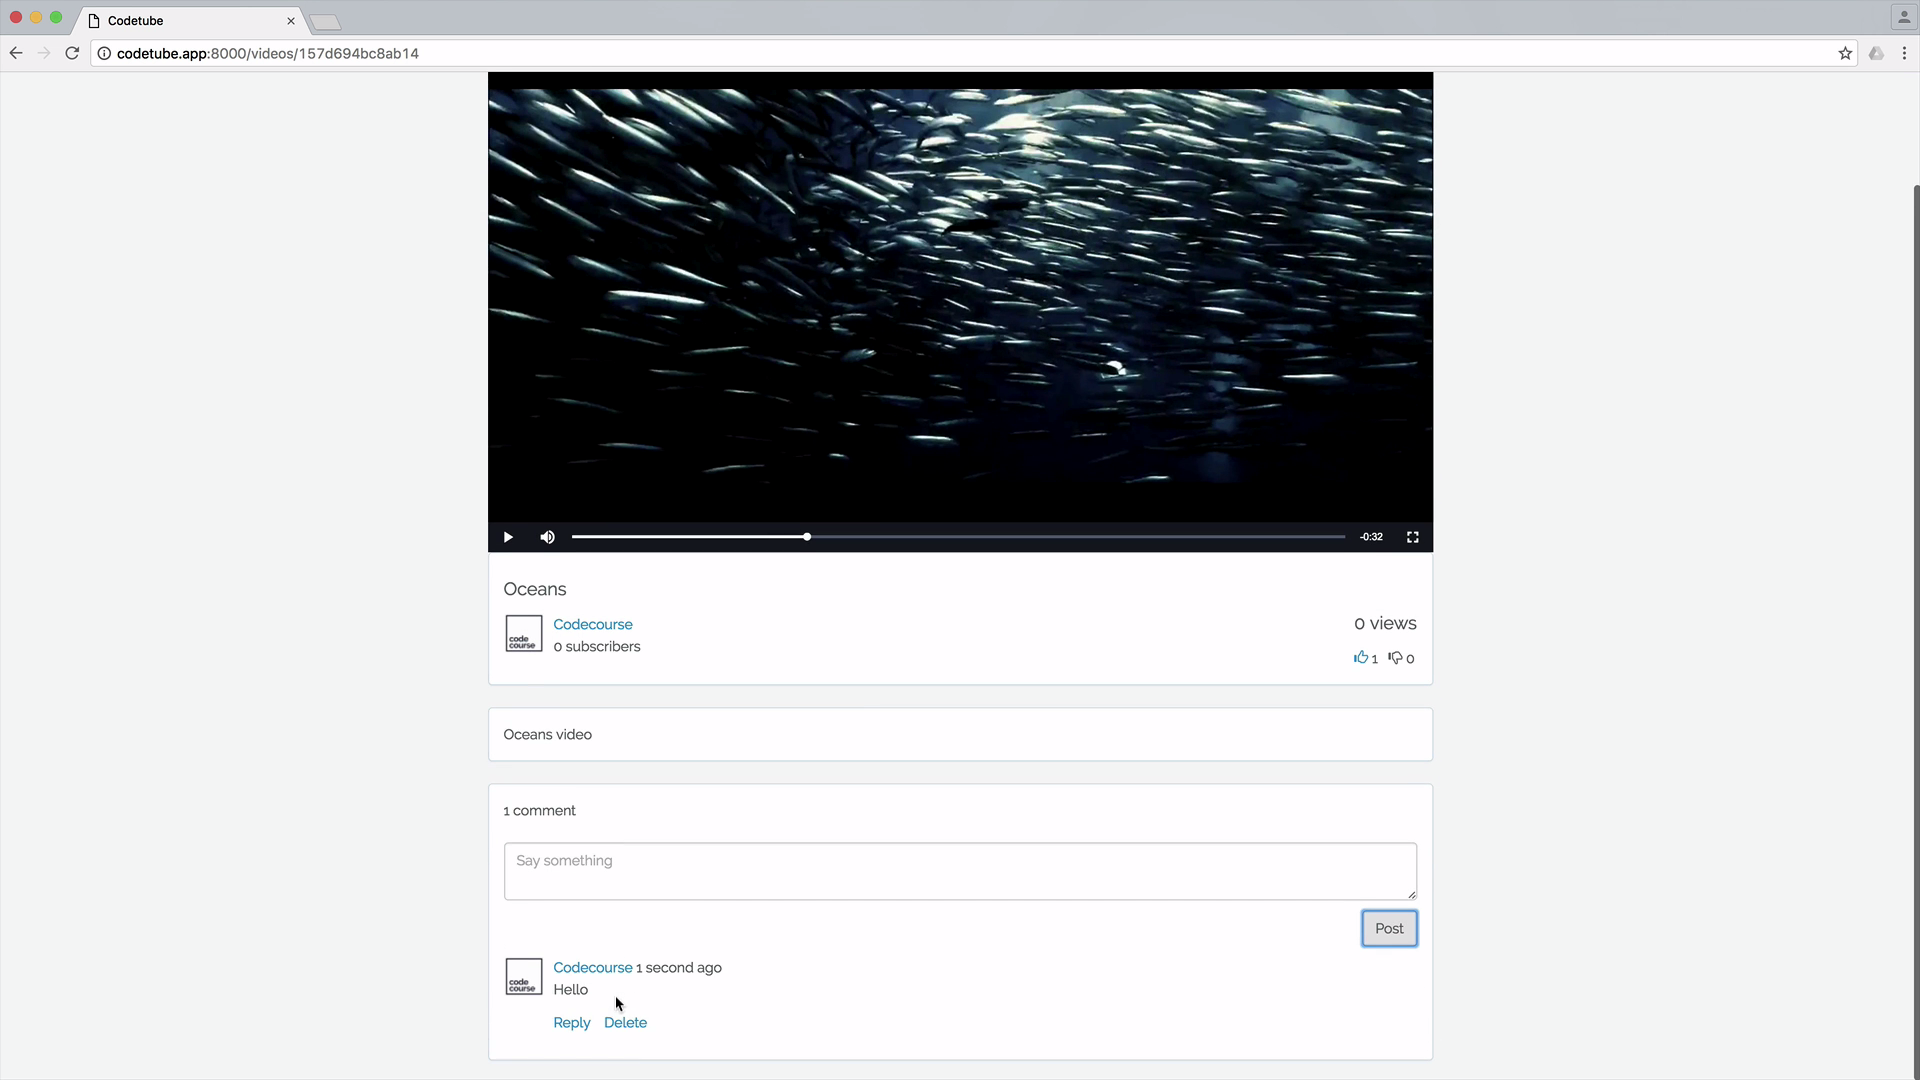 Codetube
codetube.app:8000/videos/157d694bc8ab14
-0:32
Oceans
code
course
Codecourse
0 subscribers
0 views
1 0
Oceans video
1 comment
Say something
Post
code
course
Codecourse 1 second ago
Hello
Reply Delete